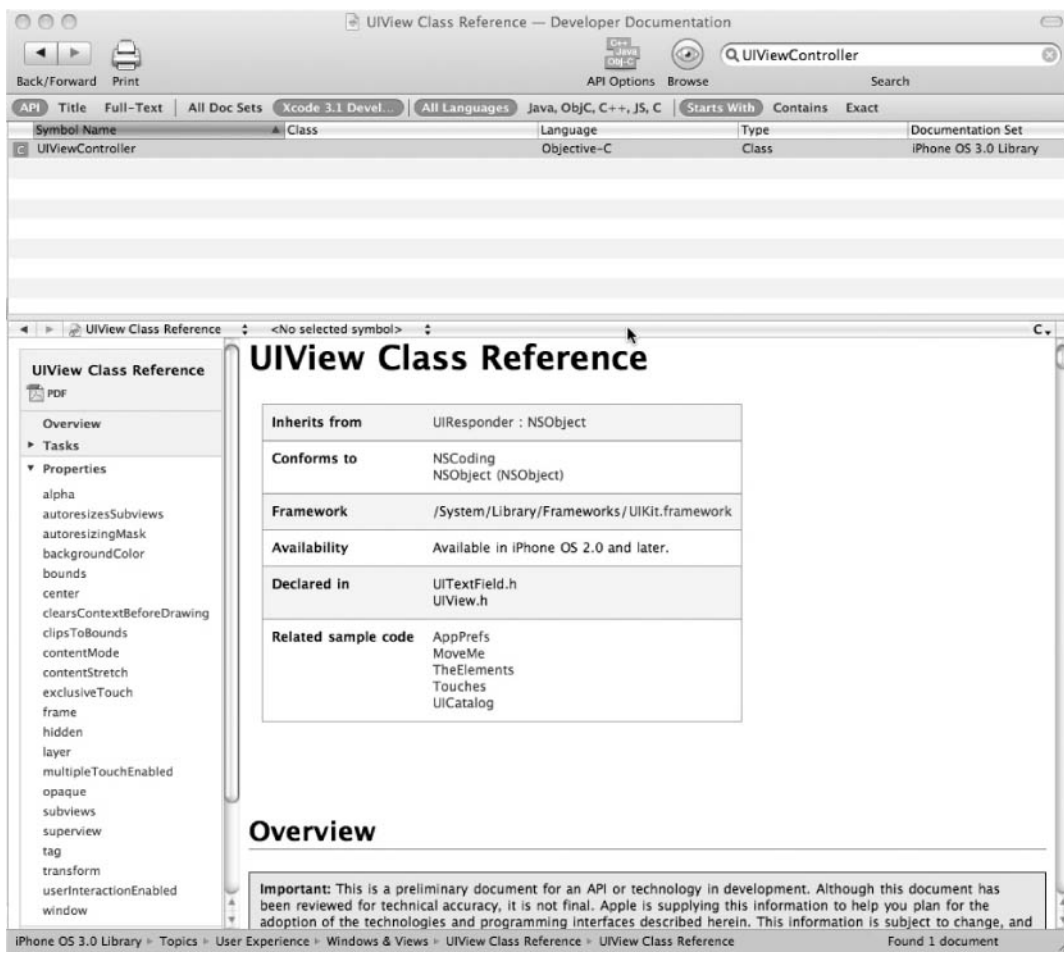 UIView Class Reference — Developer Documentation
C++
Java
Obj-C
UIViewController
Back/Forward Print API Options Browse Search
API Title Full-Text All Doc Sets Xcode 3.1 Devel... All Languages Java, ObjC, C++, JS, C Starts With Contains Exact
Symbol Name Class Language Type Documentation Set
C UIViewController Objective-C Class iPhone OS 3.0 Library
UIView Class Reference <No selected symbol> C
UIView Class Reference
PDF
Overview
Tasks
Properties
alpha
autoresizesSubviews
autoresizingMask
backgroundColor
bounds
center
clearsContextBeforeDrawing
clipsToBounds
contentMode
contentStretch
exclusiveTouch
frame
hidden
layer
multipleTouchEnabled
opaque
subviews
superview
tag
transform
userInteractionEnabled
window
UIView Class Reference
Inherits from UIResponder : NSObject
Conforms to NSCoding
NSObject (NSObject)
Framework /System/Library/Frameworks/UIKit.framework
Availability Available in iPhone OS 2.0 and later.
Declared in UITextField.h
UIView.h
Related sample code AppPrefs
MoveMe
TheElements
Touches
UICatalog
Overview
Important: This is a preliminary document for an API or technology in development. Although this document has
been reviewed for technical accuracy, it is not final. Apple is supplying this information to help you plan for the
adoption of the technologies and programming interfaces described herein. This information is subject to change, and
iPhone OS 3.0 Library Topics User Experience Windows & Views UIView Class Reference UIView Class Reference Found 1 document